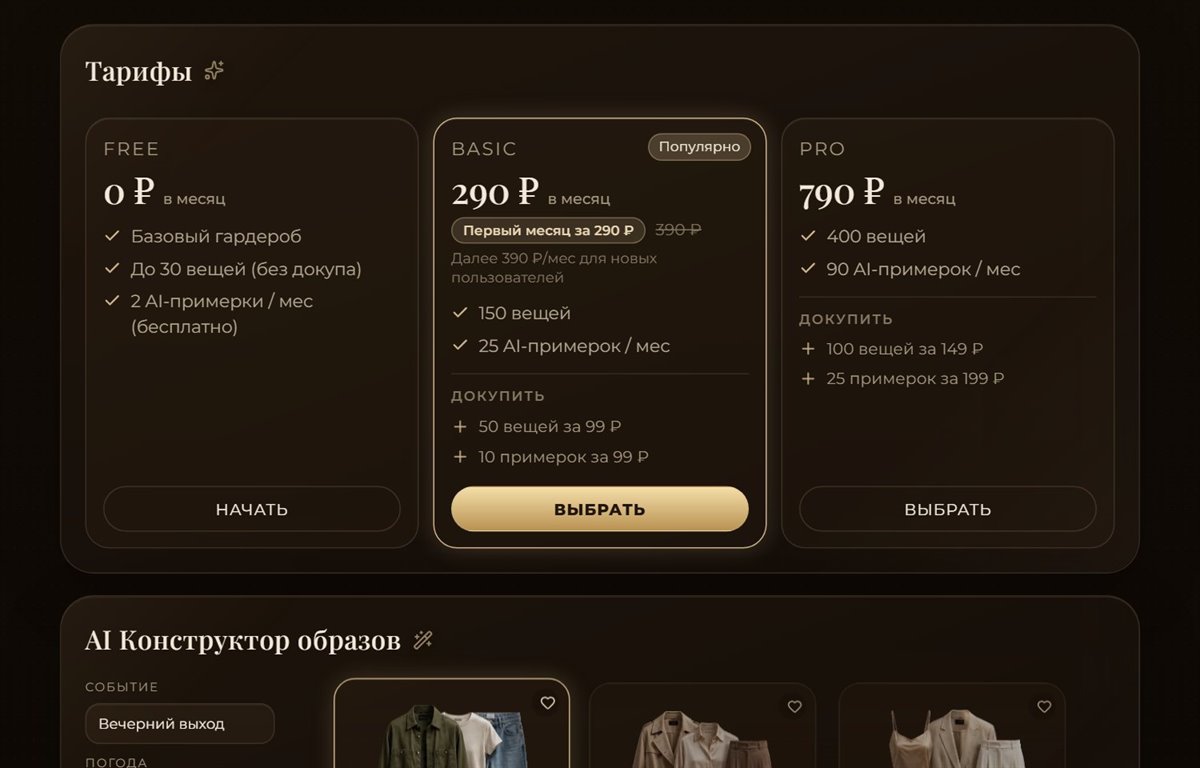 Тарифы
FREE
0 ₽ в месяц
Базовый гардероб
До 30 вещей (без докупа)
2 AI-примерки / мес
(бесплатно)
НАЧАТЬ
BASIC
Популярно
290 ₽ в месяц
Первый месяц за 290 ₽ 390 ₽
Далее 390 ₽/мес для новых
пользователей
150 вещей
25 AI-примерок / мес
ДОКУПИТЬ
+ 50 вещей за 99 ₽
+ 10 примерок за 99 ₽
ВЫБРАТЬ
PRO
790 ₽ в месяц
400 вещей
90 AI-примерок / мес
ДОКУПИТЬ
+ 100 вещей за 149 ₽
+ 25 примерок за 199 ₽
ВЫБРАТЬ
AI Конструктор образов
СОБЫТИЕ
Вечерний выход
ПОГОДА